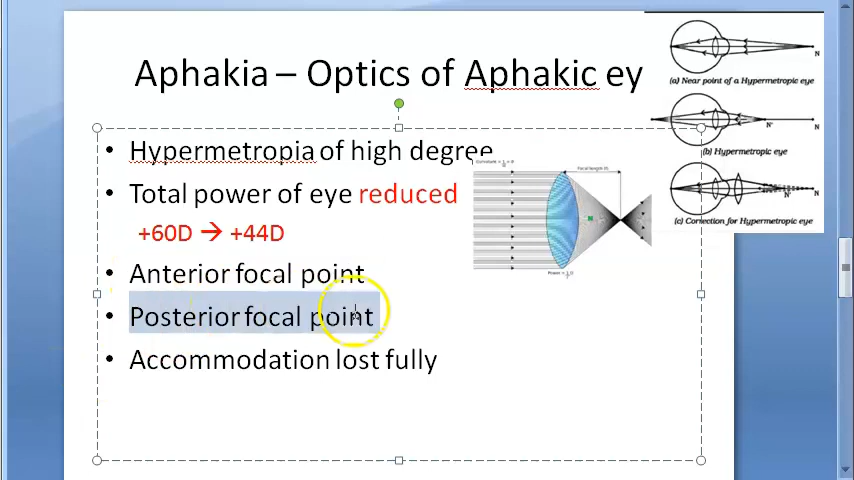 Aphakia – Optics of Aphakic ey
Hypermetropia of high degree
Total power of eye reduced
+60D → +44D
Anterior focal point
Posterior focal point
Accommodation lost fully
N
(a) Near point of a Hypermetropic eye
N' N
(b) Hypermetropic eye
N' N
(c) Correction for Hypermetropic eye